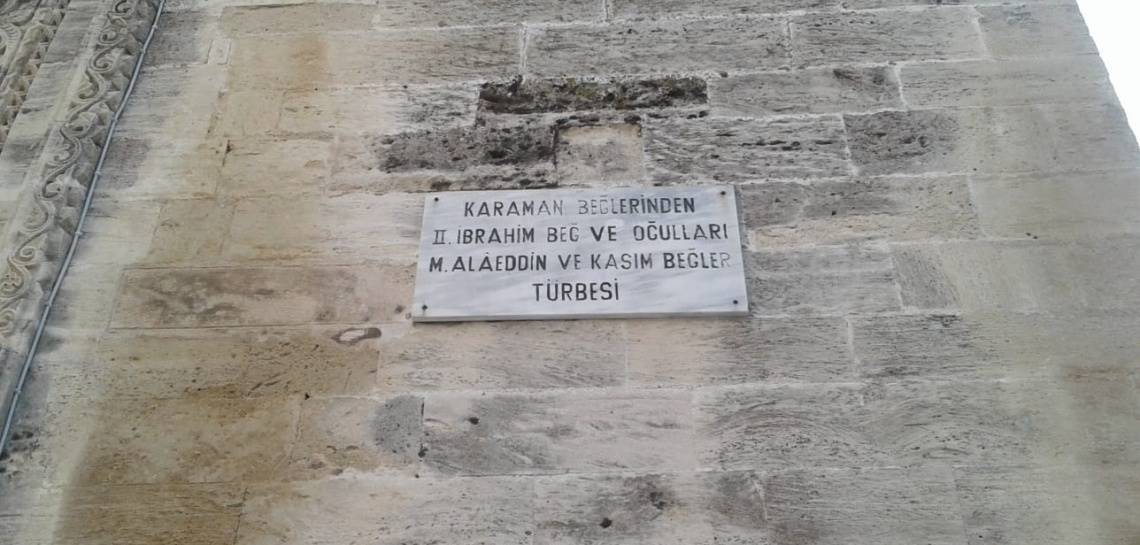 KARAMAN BEĞLERİNDEN
II. İBRAHİM BEĞ VE OĞULLARI
M. ALÂEDDİN VE KASIM BEĞLER
TÜRBESİ